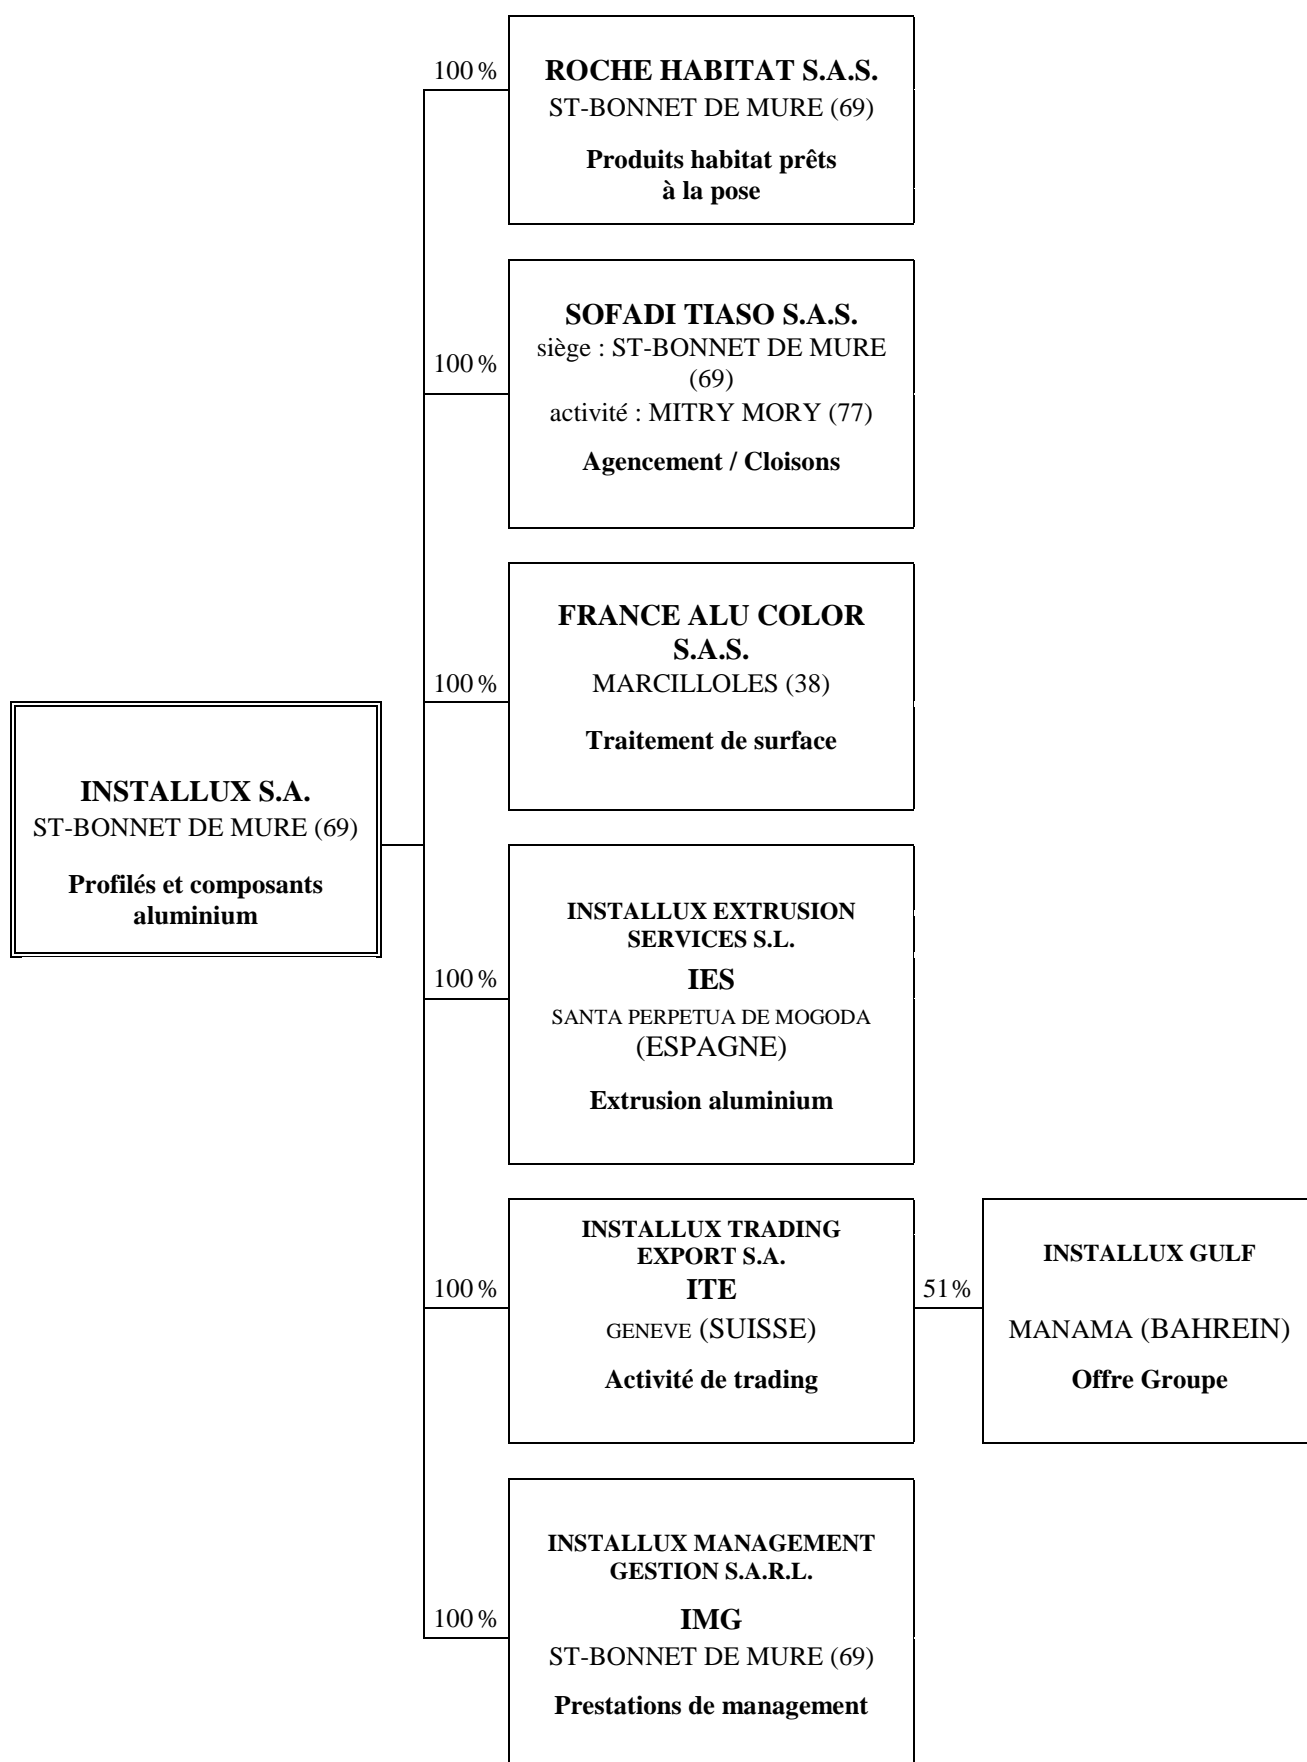 100 %
ROCHE HABITAT S.A.S.
ST-BONNET DE MURE (69)
Produits habitat prêts
à la pose
100 %
SOFADI TIASO S.A.S.
siège : ST-BONNET DE MURE
(69)
activité : MITRY MORY (77)
Agencement / Cloisons
100 %
FRANCE ALU COLOR
S.A.S.
MARCILLOLES (38)
Traitement de surface
INSTALLUX S.A.
ST-BONNET DE MURE (69)
Profilés et composants
aluminium
100 %
INSTALLUX EXTRUSION
SERVICES S.L.
IES
SANTA PERPETUA DE MOGODA
(ESPAGNE)
Extrusion aluminium
100 %
INSTALLUX TRADING
EXPORT S.A.
ITE
GENEVE (SUISSE)
Activité de trading
51 %
INSTALLUX GULF
MANAMA (BAHREIN)
Offre Groupe
100 %
INSTALLUX MANAGEMENT
GESTION S.A.R.L.
IMG
ST-BONNET DE MURE (69)
Prestations de management